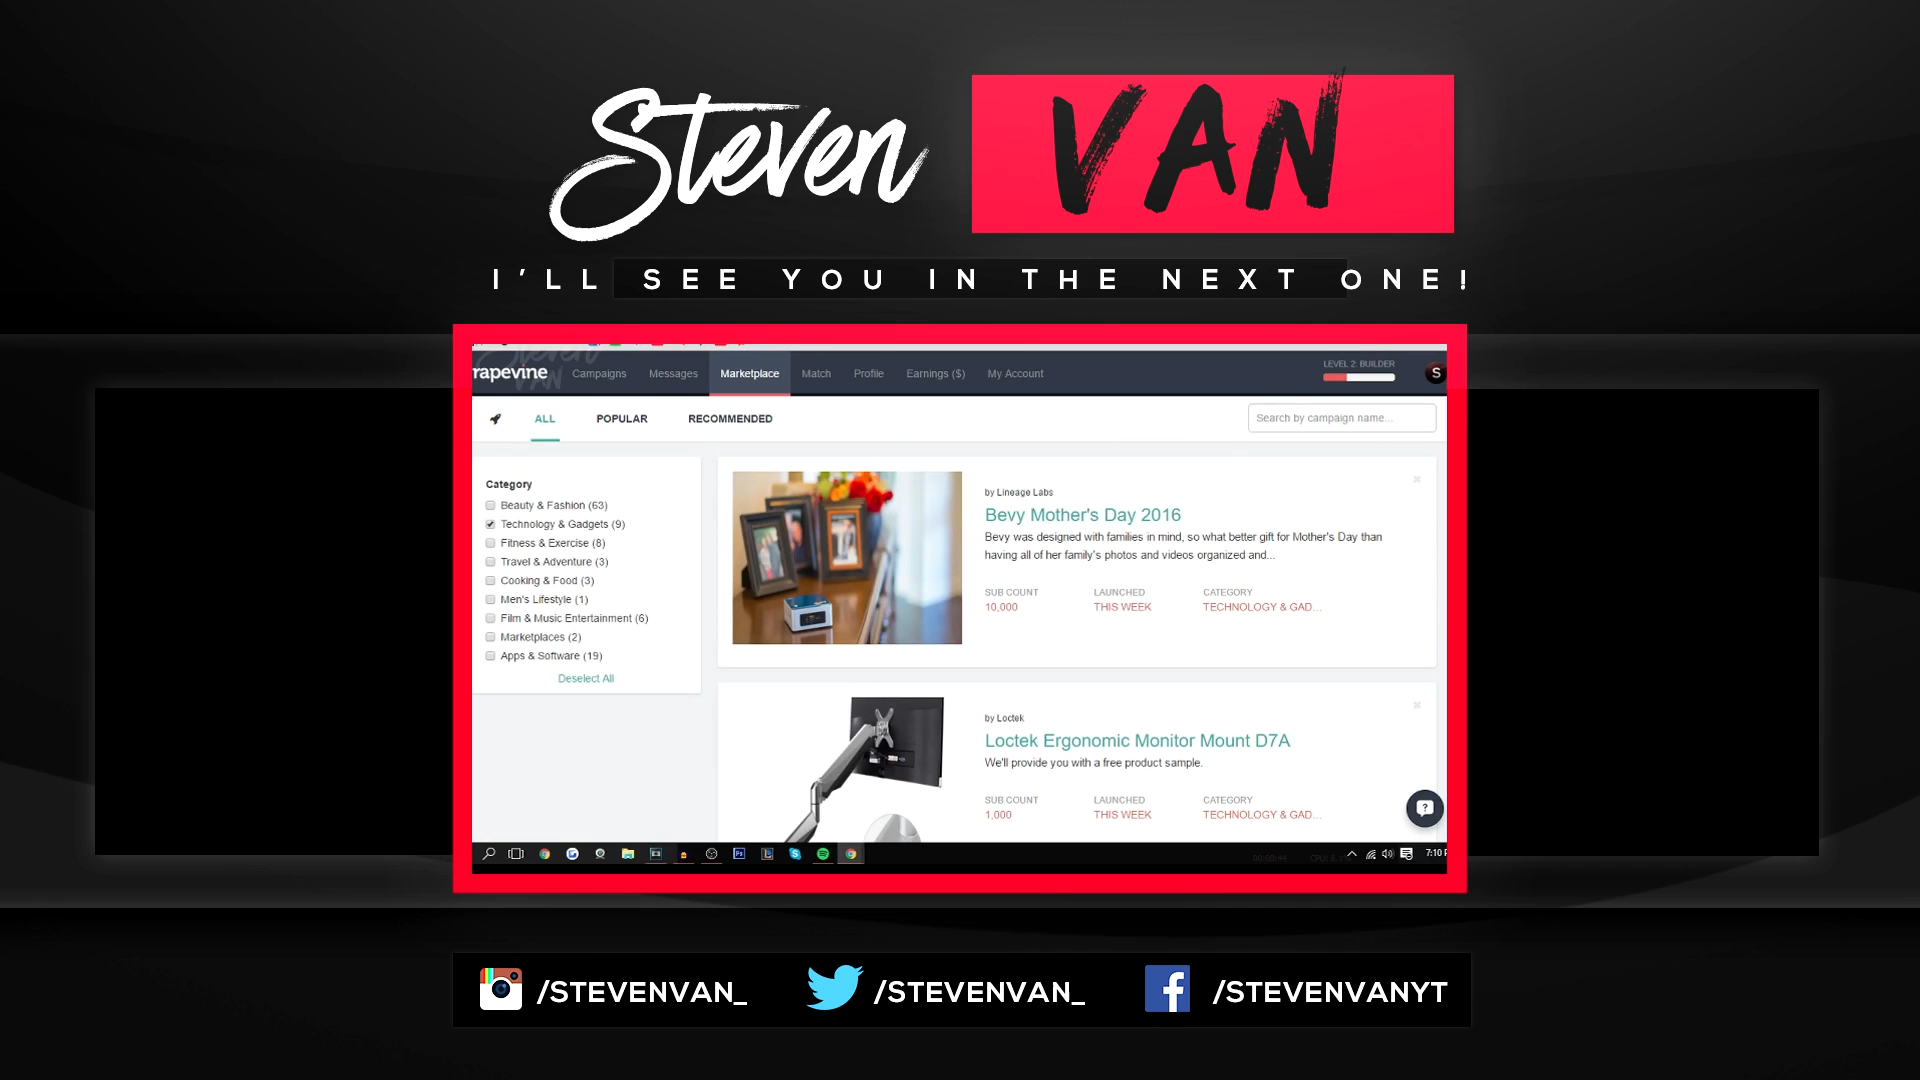 Steven VAN
I'LL SEE YOU IN THE NEXT ONE!
rapevine Campaigns Messages Marketplace Match Profile Earnings ($) My Account LEVEL 2: BUILDER S
ALL POPULAR RECOMMENDED Search by campaign name...
Category
Beauty & Fashion (63)
Technology & Gadgets (9)
Fitness & Exercise (8)
Travel & Adventure (3)
Cooking & Food (3)
Men's Lifestyle (1)
Film & Music Entertainment (6)
Marketplaces (2)
Apps & Software (19)
Deselect All
by Lineage Labs
Bevy Mother's Day 2016
Bevy was designed with families in mind, so what better gift for Mother's Day than
having all of her family's photos and videos organized and...
SUB COUNT LAUNCHED CATEGORY
10,000 THIS WEEK TECHNOLOGY & GAD...
by Loctek
Loctek Ergonomic Monitor Mount D7A
We'll provide you with a free product sample.
SUB COUNT LAUNCHED CATEGORY
1,000 THIS WEEK TECHNOLOGY & GAD...
7:10
/STEVENVAN_ /STEVENVAN_ /STEVENVANYT